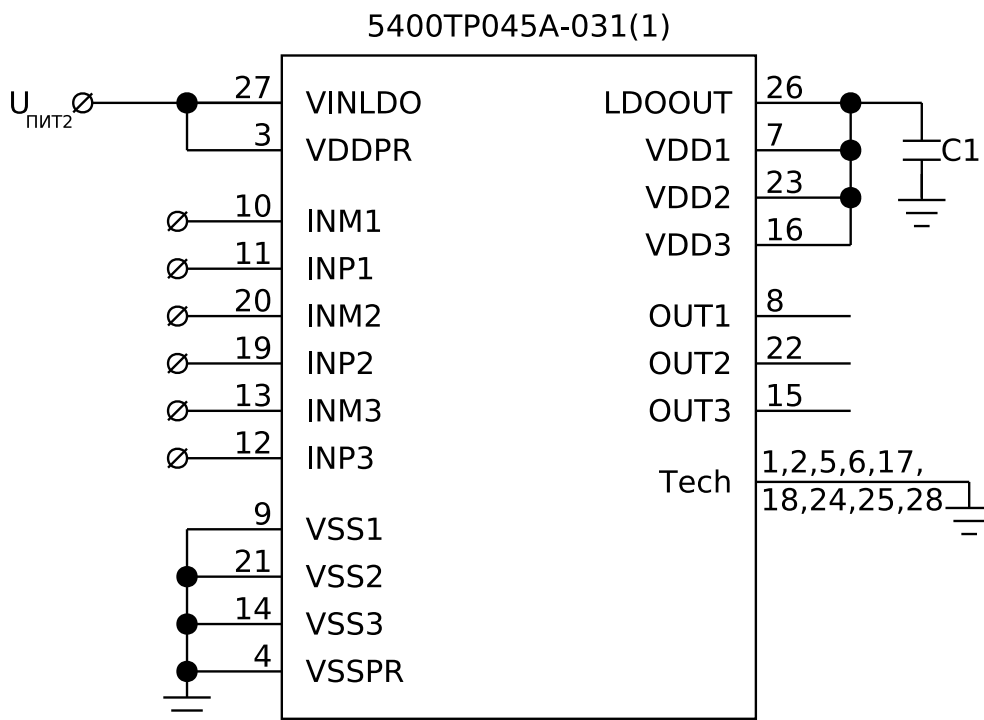 5400TP045A-031(1)
U ПИТ2
27 VINLDO
3 VDDPR
10 INM1
11 INP1
20 INM2
19 INP2
13 INM3
12 INP3
9 VSS1
21 VSS2
14 VSS3
4 VSSPR
LDOOUT 26
VDD1 7
VDD2 23
VDD3 16
C1
OUT1 8
OUT2 22
OUT3 15
Tech 1,2,5,6,17,
18,24,25,28